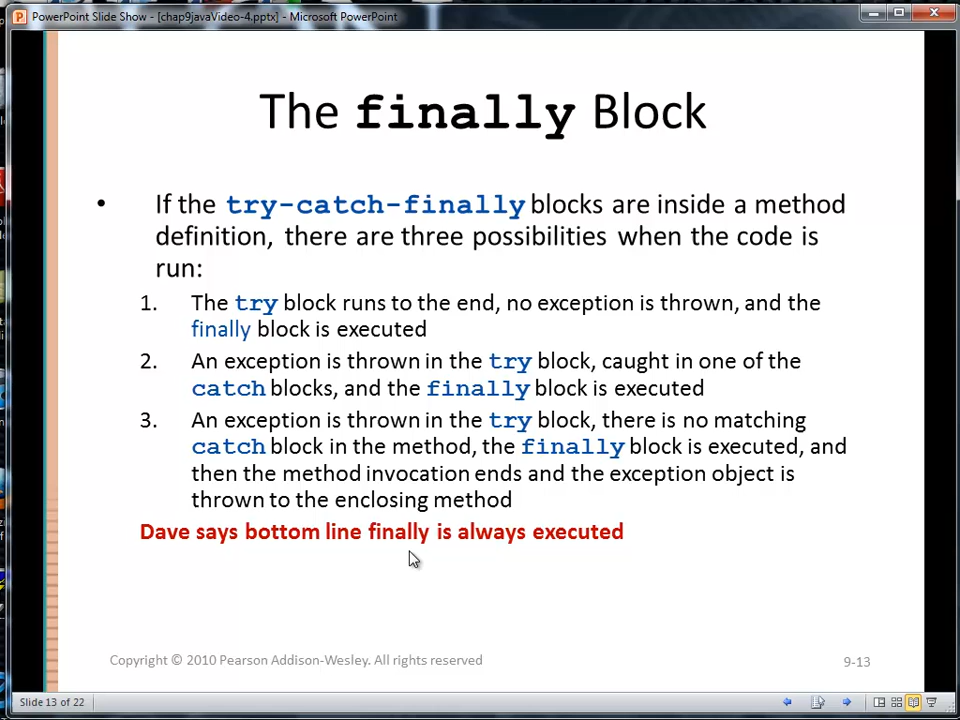 PowerPoint Slide Show - [chap9javaVideo-4.pptx] - Microsoft PowerPoint
The finally Block
• If the try-catch-finally blocks are inside a method
definition, there are three possibilities when the code is
run:
1. The try block runs to the end, no exception is thrown, and the
finally block is executed
2. An exception is thrown in the try block, caught in one of the
catch blocks, and the finally block is executed
3. An exception is thrown in the try block, there is no matching
catch block in the method, the finally block is executed, and
then the method invocation ends and the exception object is
thrown to the enclosing method
Dave says bottom line finally is always executed
Copyright © 2010 Pearson Addison-Wesley. All rights reserved
9-13
Slide 13 of 22